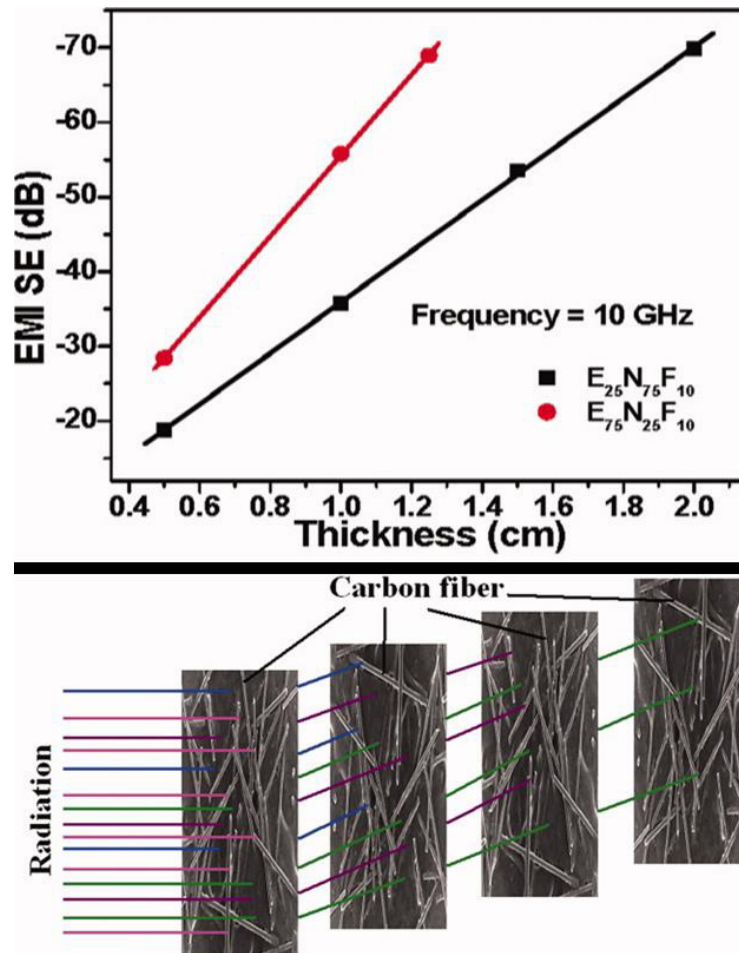 -70
-60
-50
-40
-30
-20
EMI SE (dB)
Frequency = 10 GHz
E₂₅N₇₅F₁₀
E₇₅N₂₅F₁₀
0.4 0.6 0.8 1.0 1.2 1.4 1.6 1.8 2.0
Thickness (cm)
Carbon fiber
Radiation